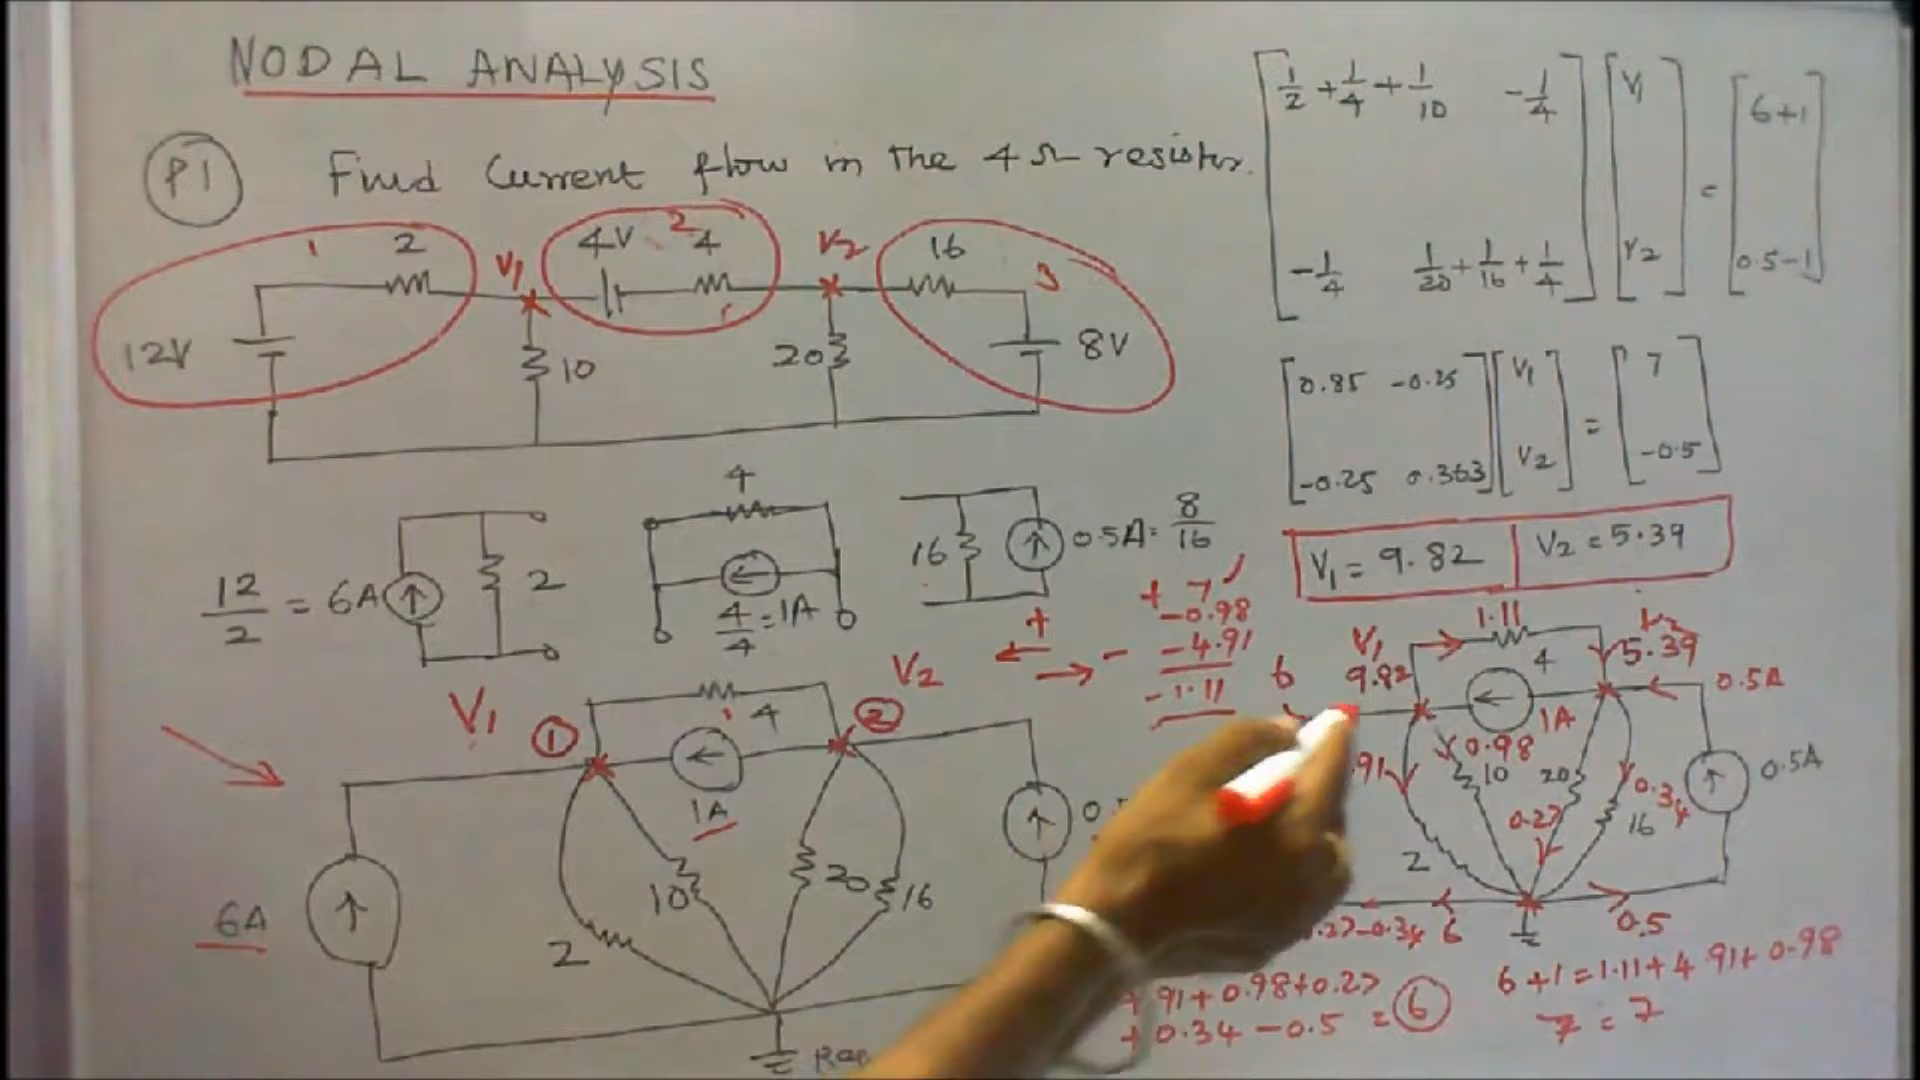 NODAL ANALYSIS
P1 Find Current flow in the 4Ω resistor.
1 2 V1 4V 2 4 V2 16 3
12V 10 20 8V
12/2 = 6A 2
4
4/4 = 1A
16 0.5A = 8/16
V1 1 4 2 V2
1A
6A 2 10 20 16
1/2 + 1/4 + 1/10 -1/4 V1 = 6+1
-1/4 1/20 + 1/16 + 1/4 V2 0.5-1
0.85 -0.25 V1 = 7
-0.25 0.363 V2 -0.5
V1 = 9.82 V2 = 5.39
+ 7
+ -0.98
- -4.91
-1.11
6 V1 9.82 1.11 4 5.39 0.5A
1A
0.98 10 20 0.34 16 0.5A
.91 2 0.27
6 0.5
-0.34
91+0.98+0.27
+0.34-0.5 = 6
6+1=1.11+4.91+0.98
7 = 7